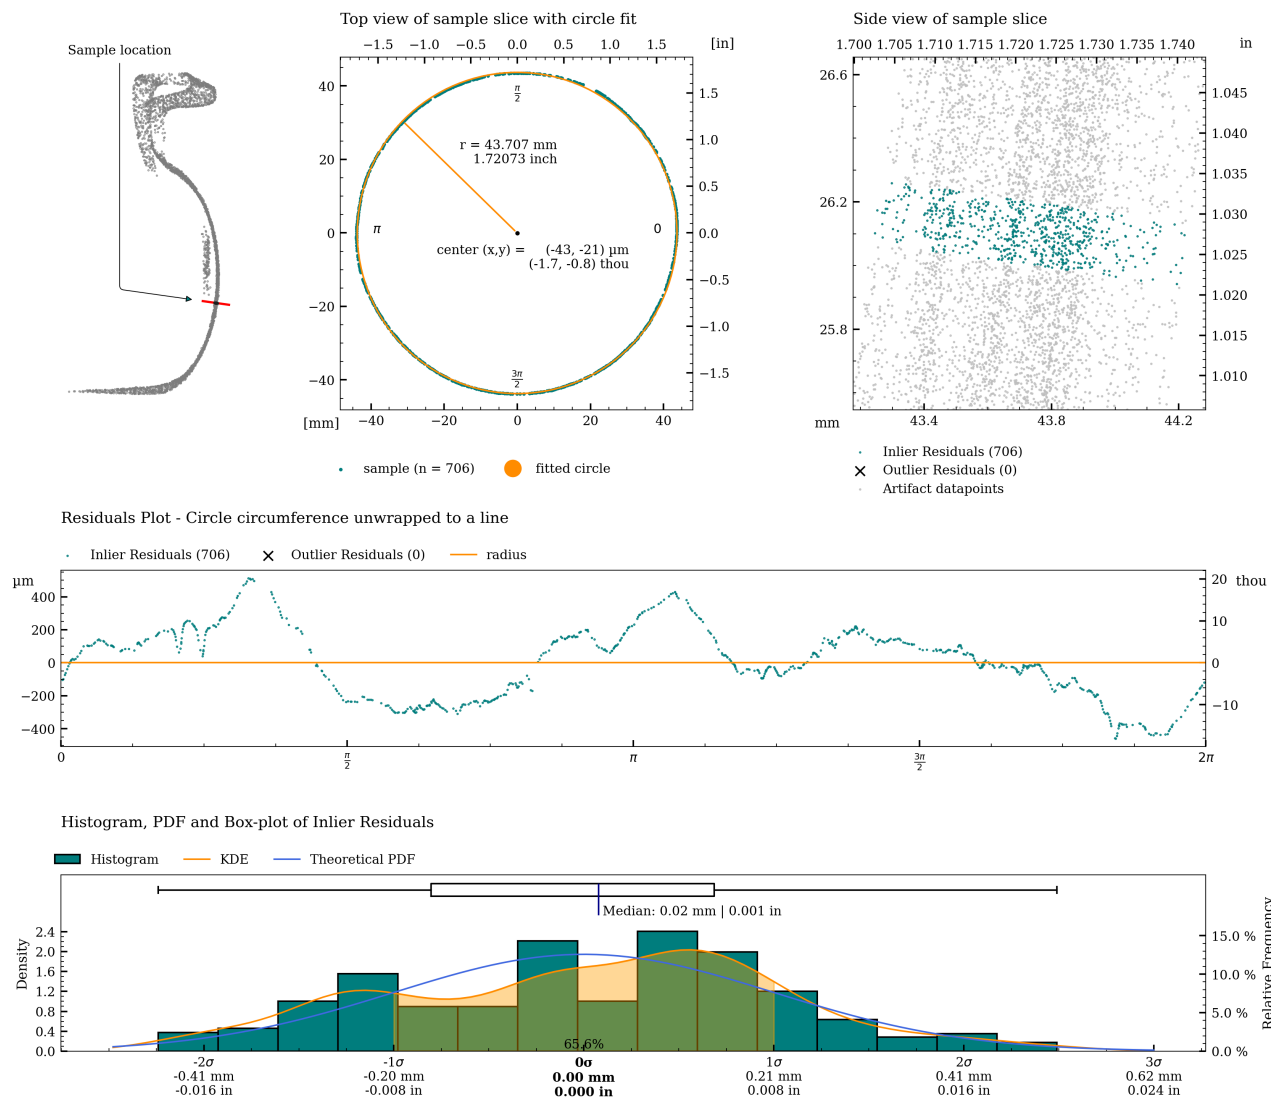 Top view of sample slice with circle fit
Side view of sample slice
Sample location
−1.5 −1.0 −0.5 0.0 0.5 1.0 1.5 [in]
1.700 1.705 1.710 1.715 1.720 1.725 1.730 1.735 1.740 in
40
20
0
−20
−40
π/2
r = 43.707 mm
1.72073 inch
π
0
center (x,y) = (-43, -21) µm
(-1.7, -0.8) thou
3π/2
1.5
1.0
0.5
0.0
−0.5
−1.0
−1.5
[mm] −40 −20 0 20 40
26.6
26.2
25.8
1.045
1.040
1.035
1.030
1.025
1.020
1.015
1.010
mm 43.4 43.8 44.2
sample (n = 706) fitted circle
Inlier Residuals (706)
Outlier Residuals (0)
Artifact datapoints
Residuals Plot - Circle circumference unwrapped to a line
Inlier Residuals (706) Outlier Residuals (0) radius
µm
400
200
0
−200
−400
20 thou
10
0
−10
0 π/2 π 3π/2 2π
Histogram, PDF and Box-plot of Inlier Residuals
Histogram KDE Theoretical PDF
Median: 0.02 mm | 0.001 in
Density
2.4
2.0
1.6
1.2
0.8
0.4
0.0
65.6%
15.0 %
10.0 %
5.0 %
0.0 %
Relative Frequency
-2σ -1σ 0σ 1σ 2σ 3σ
-0.41 mm -0.20 mm 0.00 mm 0.21 mm 0.41 mm 0.62 mm
-0.016 in -0.008 in 0.000 in 0.008 in 0.016 in 0.024 in